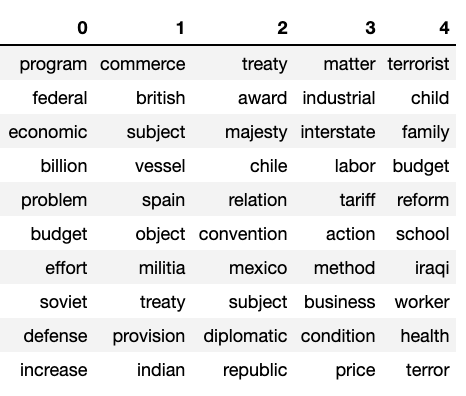 0 1 2 3 4
program commerce treaty matter terrorist
federal british award industrial child
economic subject majesty interstate family
billion vessel chile labor budget
problem spain relation tariff reform
budget object convention action school
effort militia mexico method iraqi
soviet treaty subject business worker
defense provision diplomatic condition health
increase indian republic price terror